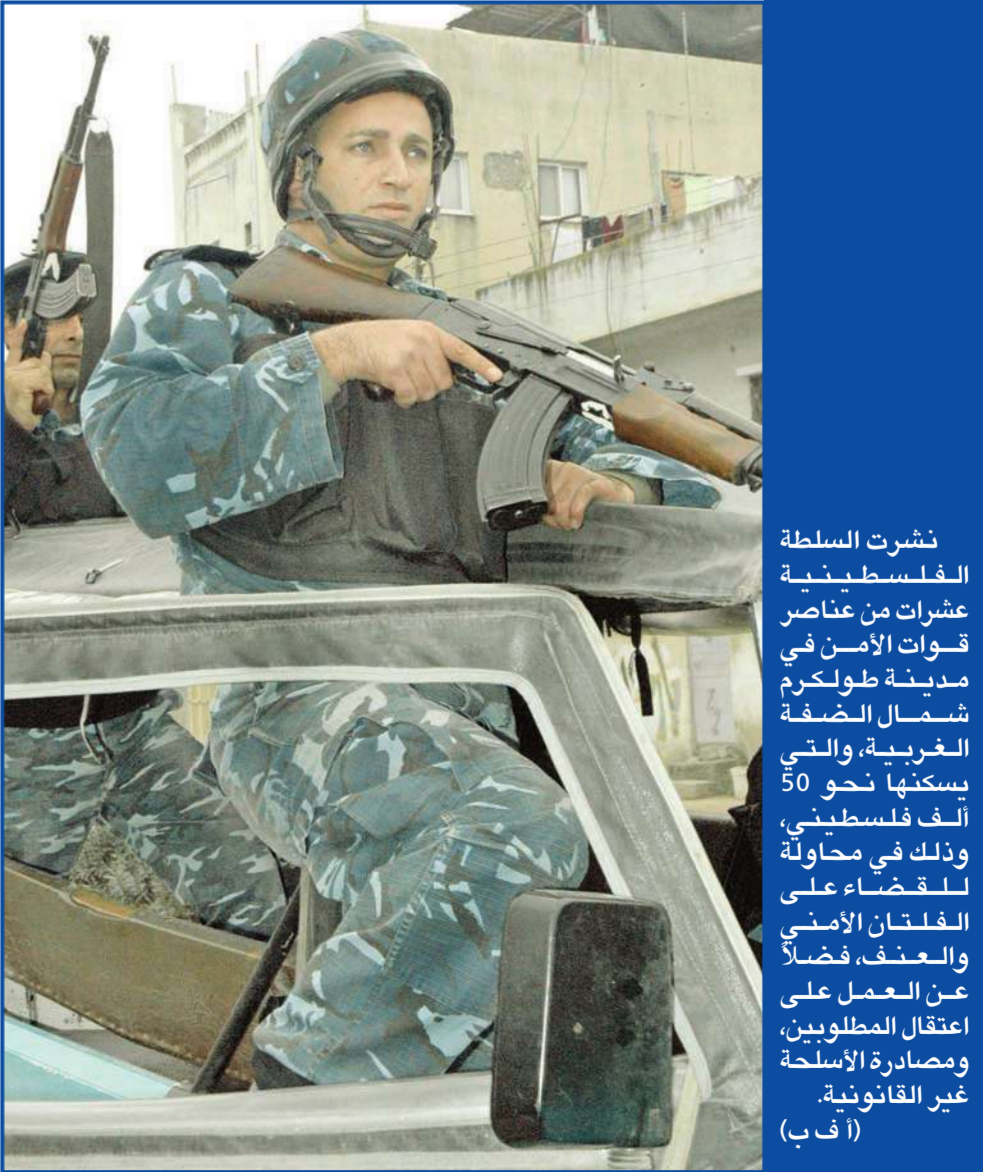 نشرت السلطة
الفلسطينية
عشرات من عناصر
قوات الأمن في
مدينة طولكرم
شمال الضفة
الغربية، والتي
يسكنها نحو 50
ألف فلسطيني،
وذلك في محاولة
للقضاء على
الفلتان الأمني
والعنف، فضلاً
عن العمل على
اعتقال المطلوبين،
ومصادرة الأسلحة
غير القانونية.
(أ ف ب)